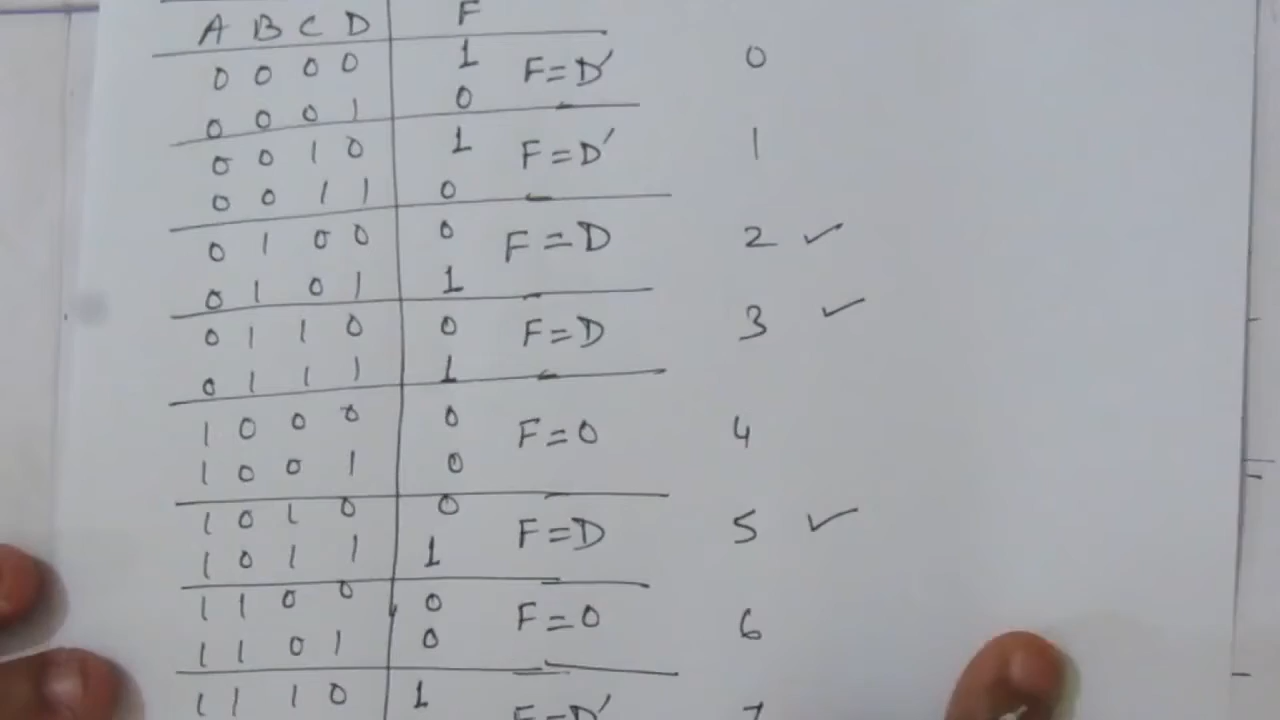 A B C D F
0 0 0 0 1 F=D' 0
0 0 0 1 0
0 0 1 0 1 F=D' 1
0 0 1 1 0
0 1 0 0 0 F=D 2 ✓
0 1 0 1 1
0 1 1 0 0 F=D 3 ✓
0 1 1 1 1
1 0 0 0 0 F=0 4
1 0 0 1 0
1 0 1 0 0 F=D 5 ✓
1 0 1 1 1
1 1 0 0 0 F=0 6
1 1 0 1 0
1 1 1 0 1 F=D' 7